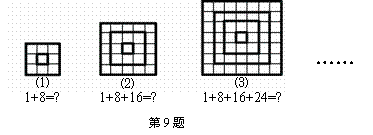 (1) (2) (3)
1+8=? 1+8+16=? 1+8+16+24=?
……
第9题